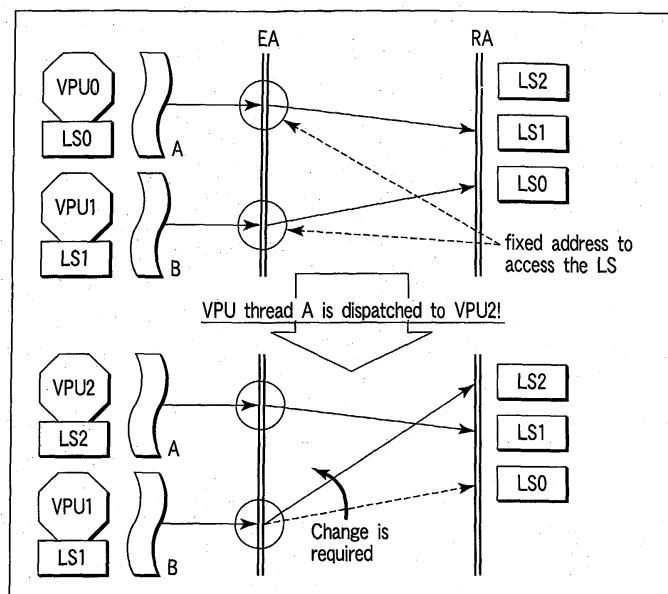 EA
RA
VPU0
LS0
A
LS2
LS1
LS0
VPU1
LS1
B
fixed address to
access the LS
VPU thread A is dispatched to VPU2!
VPU2
LS2
A
LS2
LS1
LS0
VPU1
LS1
B
Change is
required